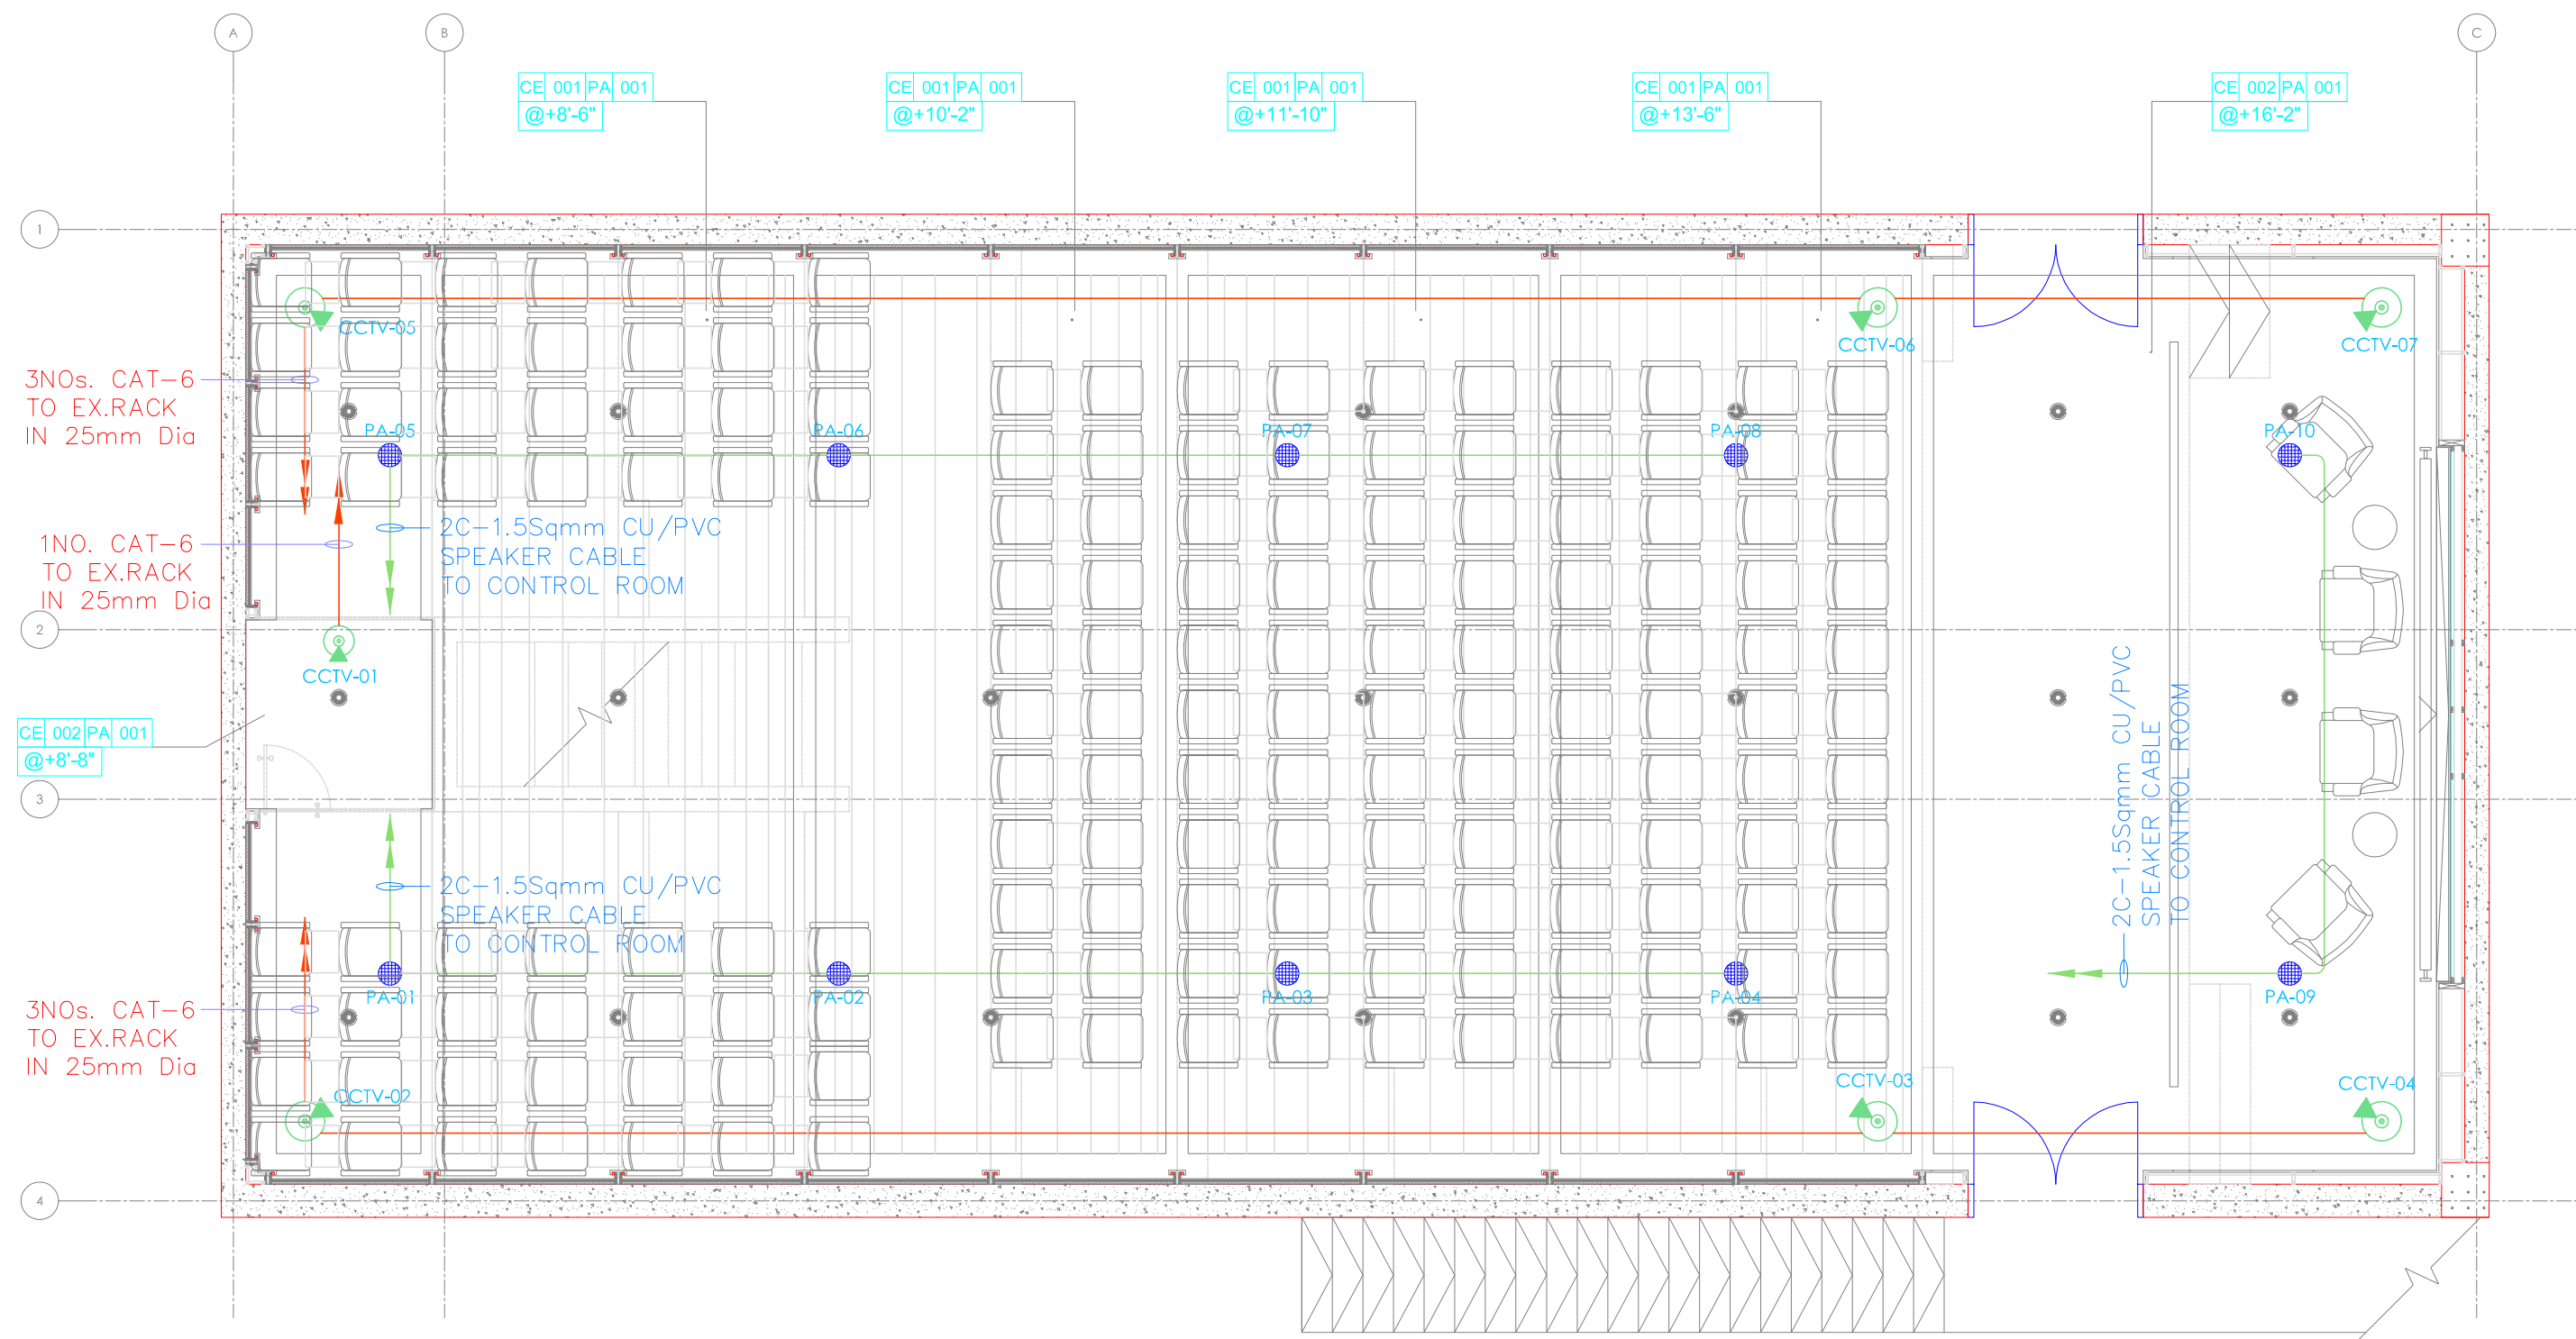 A
B
C
CE 001 PA 001
@+8'-6"
CE 001 PA 001
@+10'-2"
CE 001 PA 001
@+11'-10"
CE 001 PA 001
@+13'-6"
CE 002 PA 001
@+16'-2"
1
CCTV-05
CCTV-06
CCTV-07
3NOs. CAT-6
TO EX.RACK
IN 25mm Dia
PA-05
PA-06
PA-07
PA-08
PA-10
2C-1.5Sqmm CU/PVC
SPEAKER CABLE
TO CONTROL ROOM
1NO. CAT-6
TO EX.RACK
IN 25mm Dia
2
CCTV-01
CE 002 PA 001
@+8'-8"
3
2C-1.5Sqmm CU/PVC
SPEAKER CABLE
TO CONTROL ROOM
2C-1.5Sqmm CU/PVC
SPEAKER CABLE
TO CONTROL ROOM
PA-01
PA-02
PA-03
PA-04
PA-09
3NOs. CAT-6
TO EX.RACK
IN 25mm Dia
CCTV-02
CCTV-03
CCTV-04
4